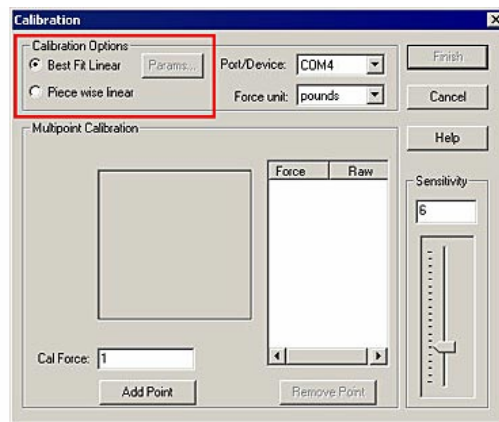 Calibration
Calibration Options
Best Fit Linear
Params...
Piece wise linear
Port/Device: COM4
Force unit: pounds
Finish
Cancel
Help
Multipoint Calibration
Force Raw
Cal Force: 1
Add Point
Remove Point
Sensitivity
6